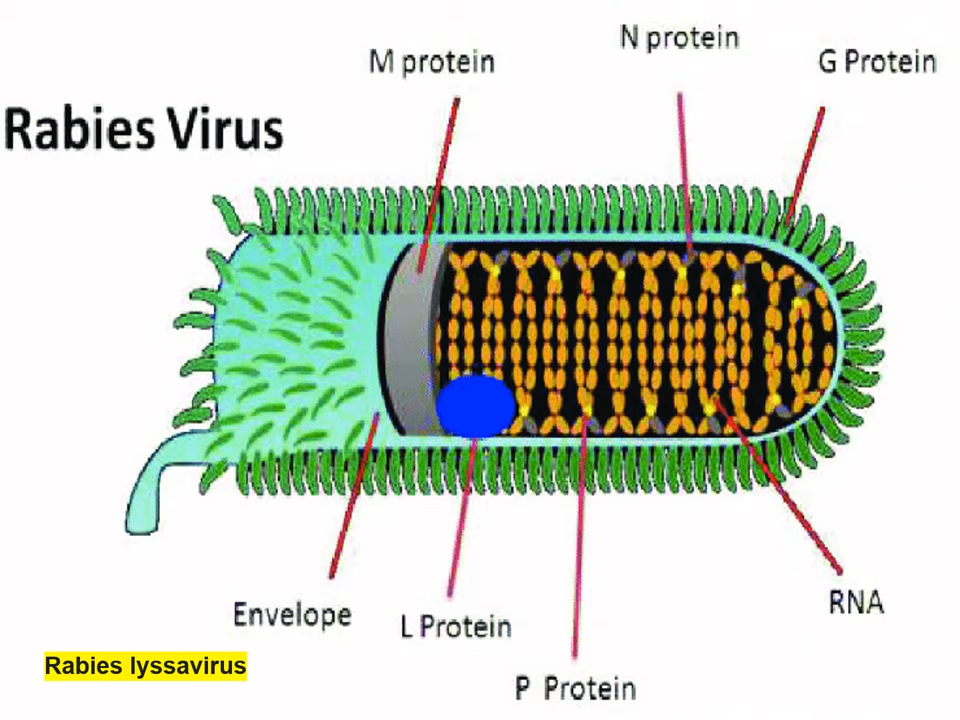 N protein
M protein
G Protein
Rabies Virus
RNA
Envelope
L Protein
Rabies lyssavirus
P Protein